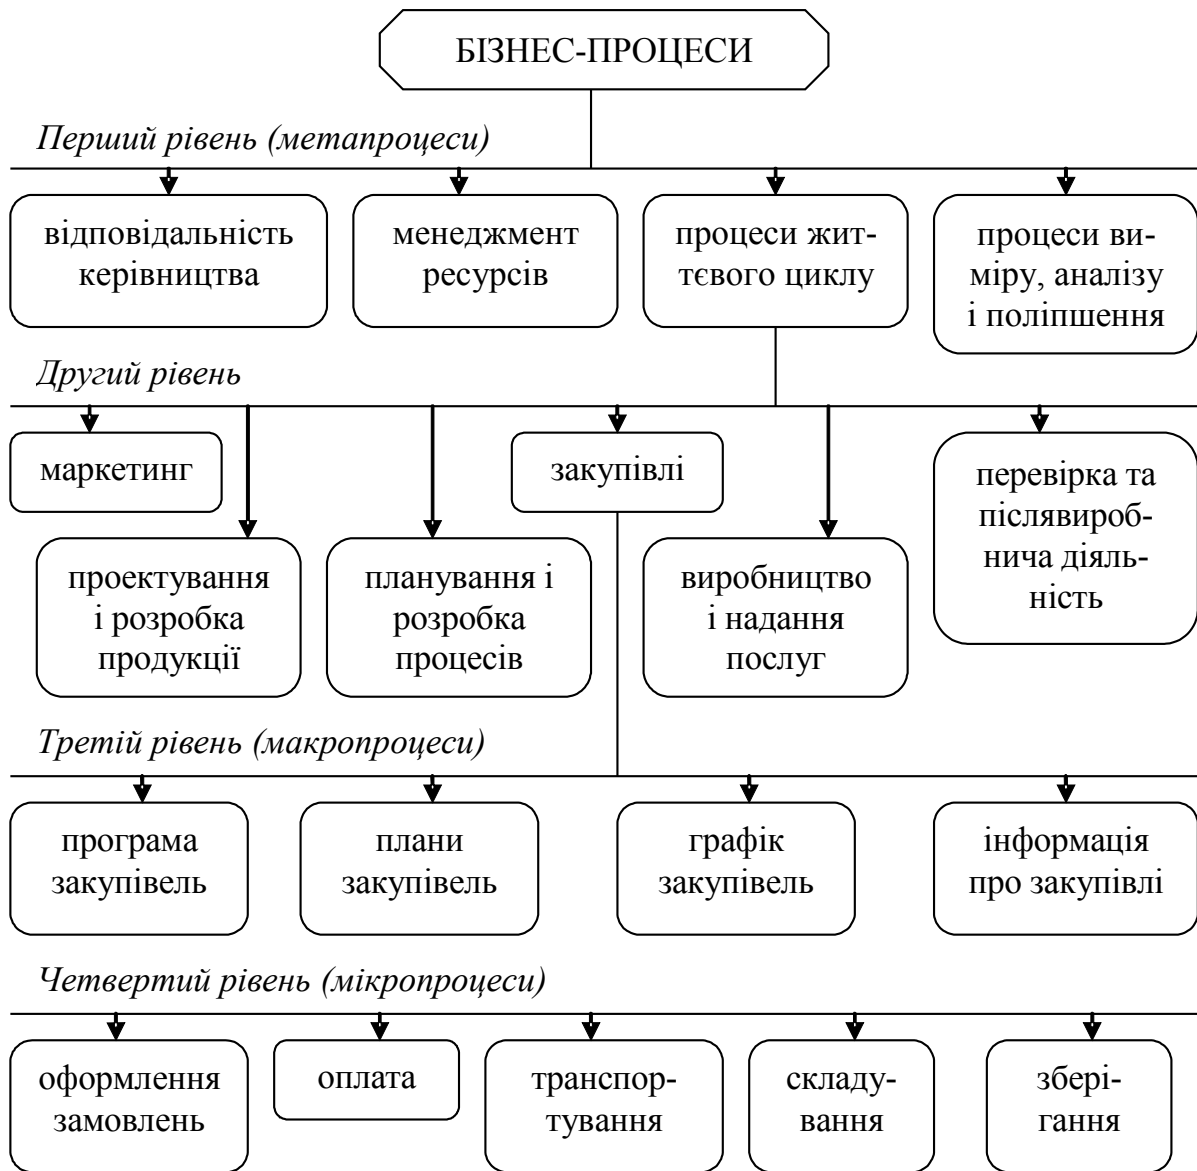 БІЗНЕС-ПРОЦЕСИ
Перший рівень (метапроцеси)
відповідальність
керівництва
менеджмент
ресурсів
процеси жит-
тєвого циклу
процеси ви-
міру, аналізу
і поліпшення
Другий рівень
маркетинг
закупівлі
перевірка та
післявироб-
нича діяль-
ність
проектування
і розробка
продукції
планування і
розробка
процесів
виробництво
і надання
послуг
Третій рівень (макропроцеси)
програма
закупівель
плани
закупівель
графік
закупівель
інформація
про закупівлі
Четвертий рівень (мікропроцеси)
оформлення
замовлень
оплата
транспор-
тування
складу-
вання
збері-
гання